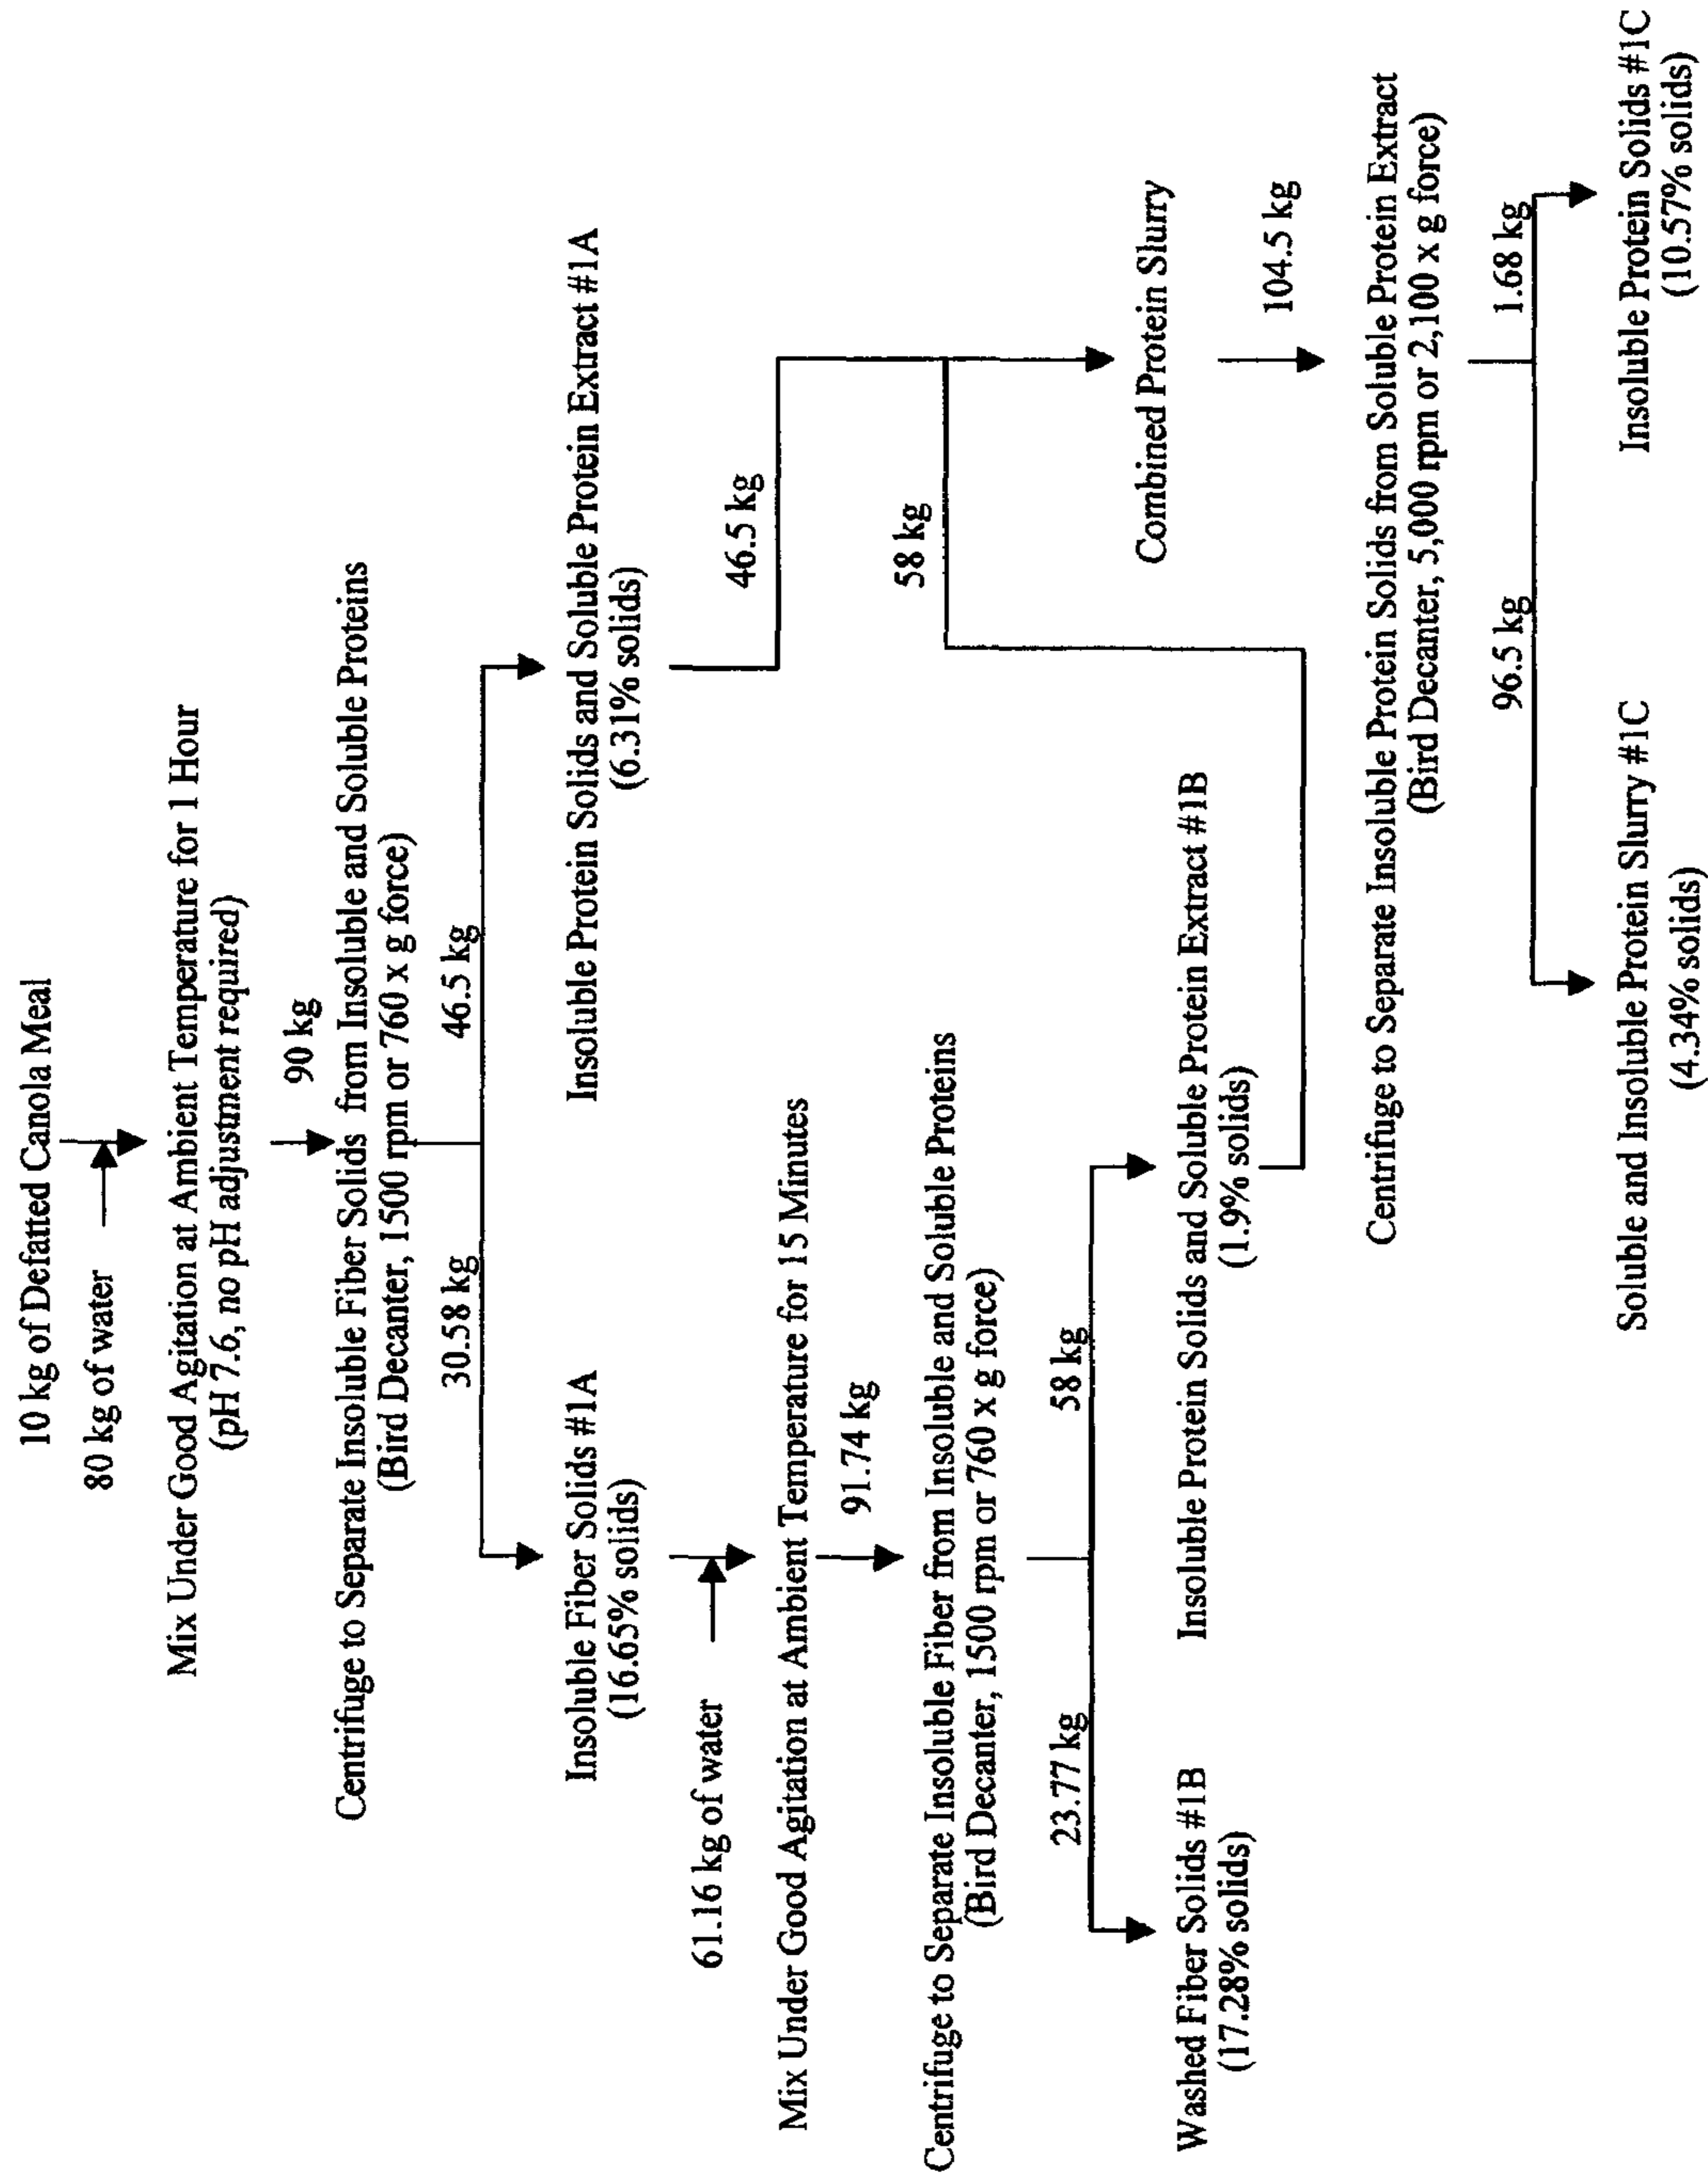 10 kg of Defatted Canola Meal
80 kg of water
Mix Under Good Agitation at Ambient Temperature for 1 Hour
(pH 7.6, no pH adjustment required)
90 kg
Centrifuge to Separate Insoluble Fiber Solids from Insoluble and Soluble Proteins
(Bird Decanter, 1500 rpm or 760 x g force)
30.58 kg
46.5 kg
Insoluble Fiber Solids #1A
(16.65% solids)
Insoluble Protein Solids and Soluble Protein Extract #1A
(6.31% solids)
61.16 kg of water
46.5 kg
Mix Under Good Agitation at Ambient Temperature for 15 Minutes
91.74 kg
58 kg
Centrifuge to Separate Insoluble Fiber from Insoluble and Soluble Proteins
(Bird Decanter, 1500 rpm or 760 x g force)
23.77 kg
58 kg
Combined Protein Slurry
Washed Fiber Solids #1B
(17.28% solids)
Insoluble Protein Solids and Soluble Protein Extract #1B
(1.9% solids)
104.5 kg
Centrifuge to Separate Insoluble Protein Solids from Soluble Protein Extract
(Bird Decanter, 5,000 rpm or 2,100 x g force)
96.5 kg
1.68 kg
Soluble and Insoluble Protein Slurry #1C
(4.34% solids)
Insoluble Protein Solids #1C
(10.57% solids)